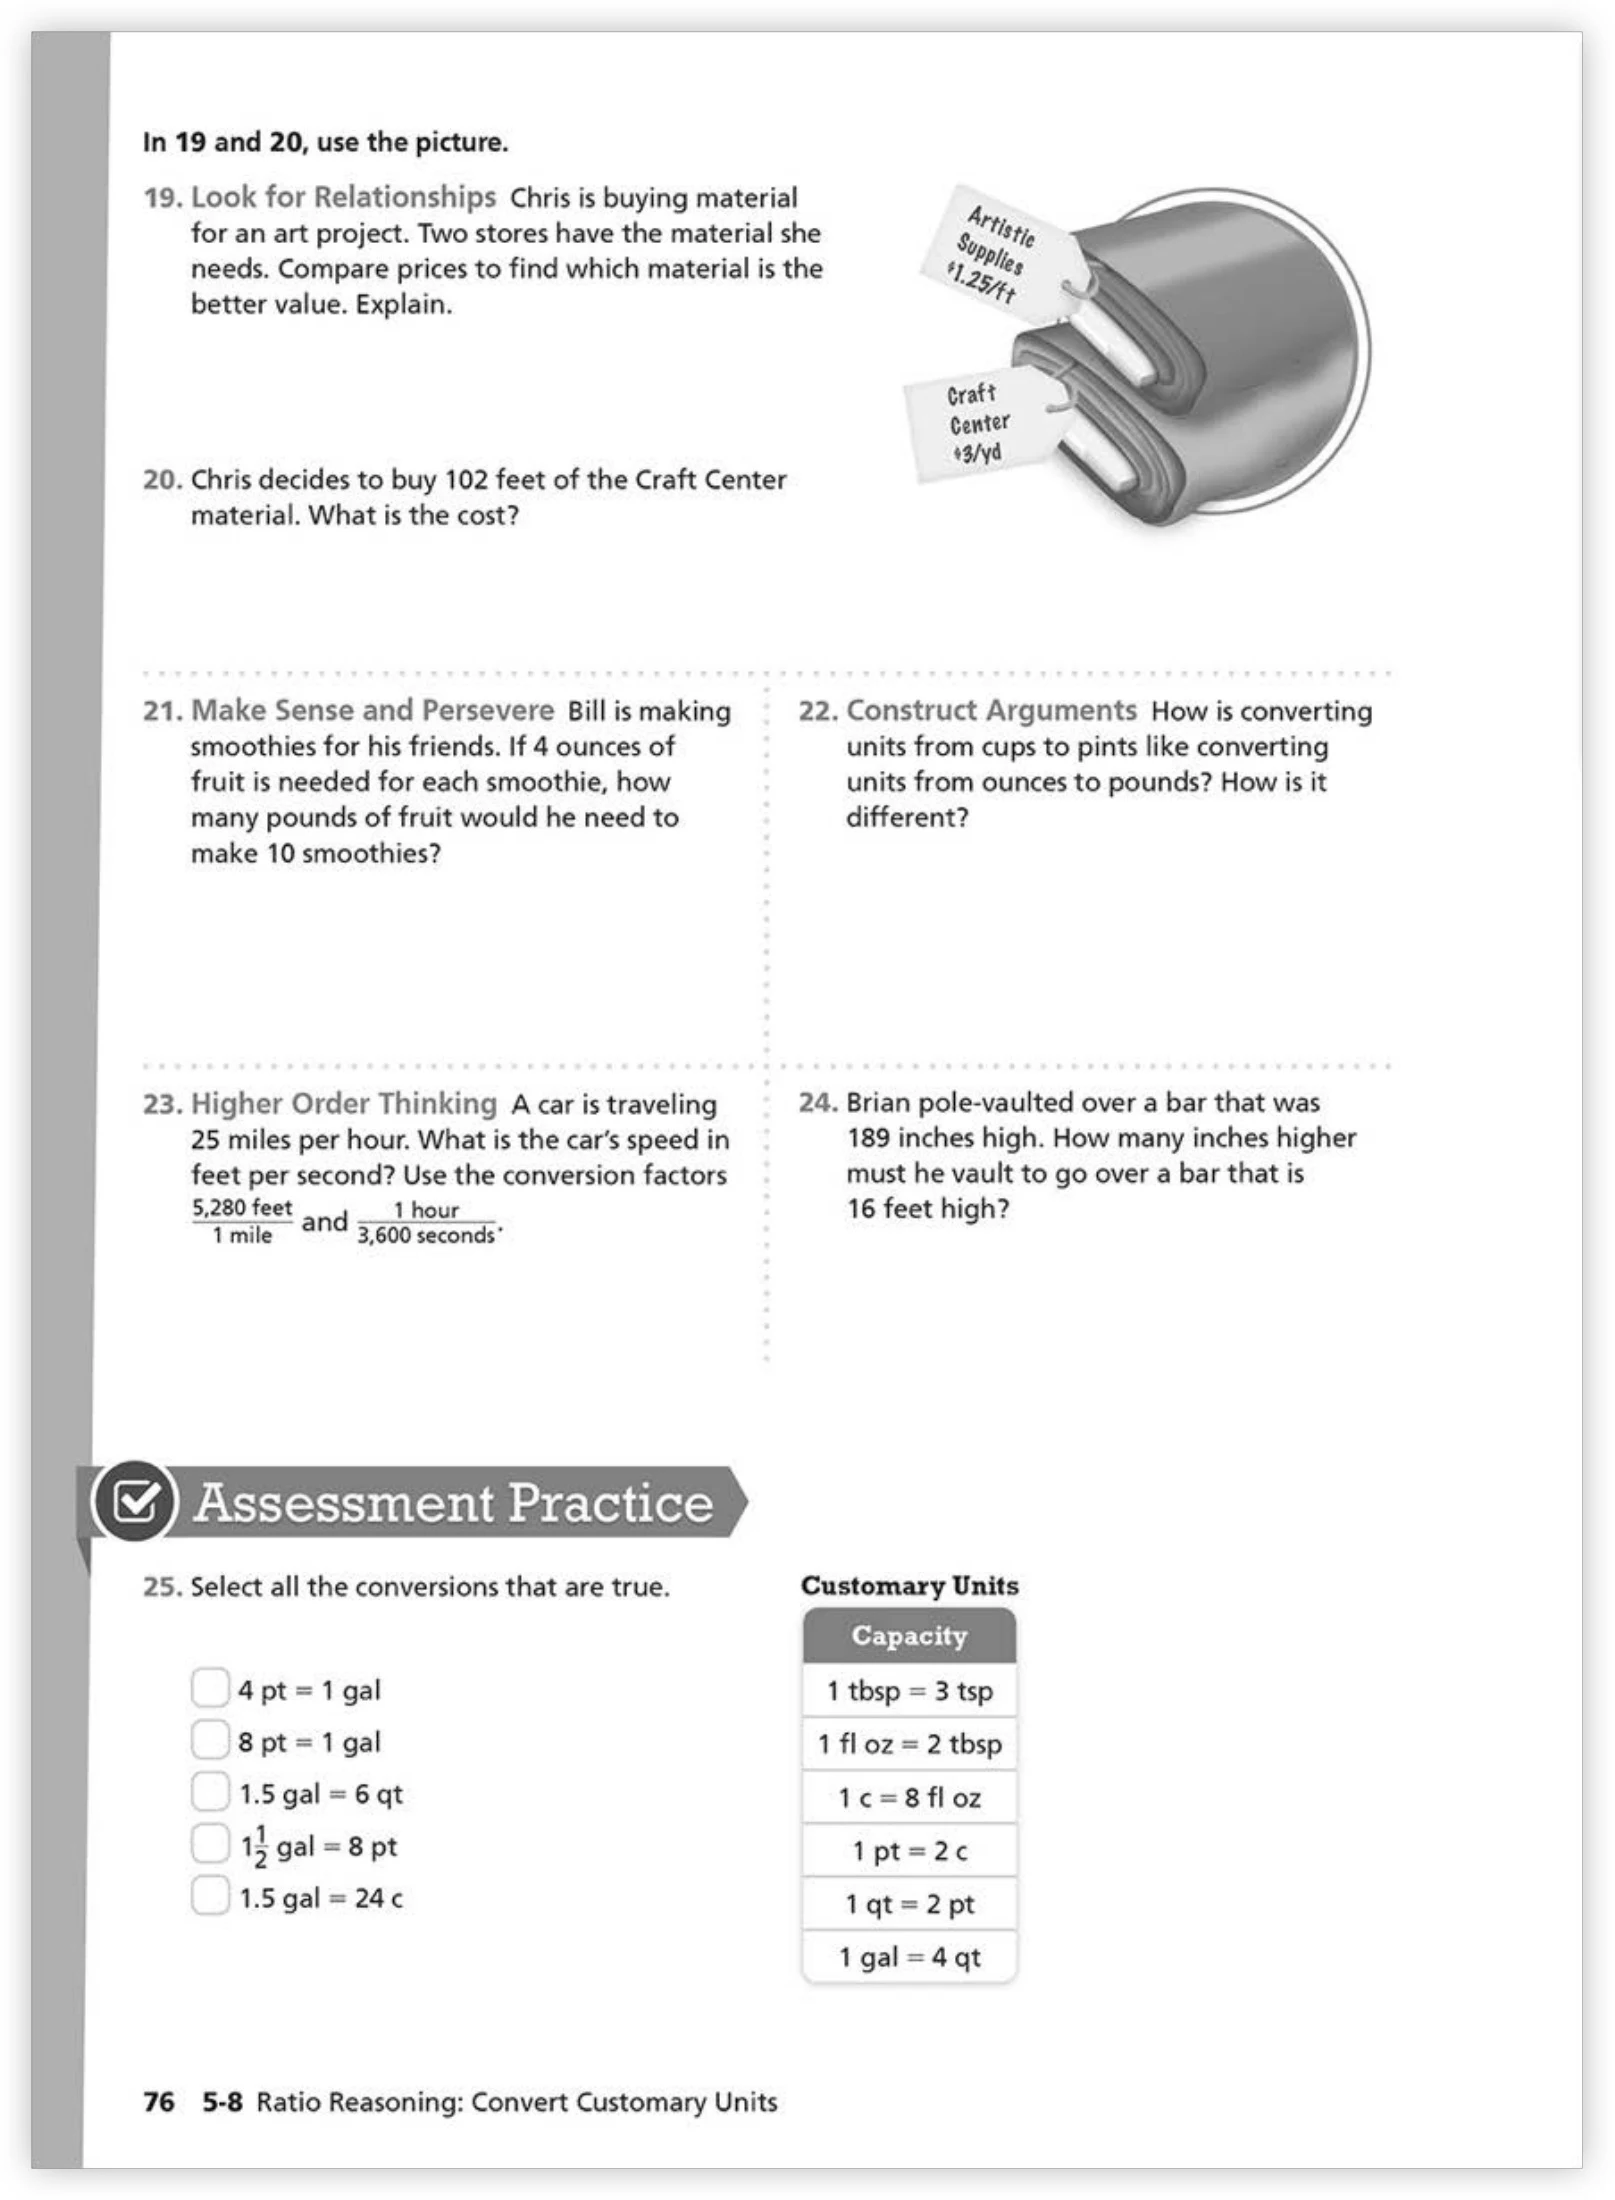 In 19 and 20, use the picture.
19. Look for Relationships Chris is buying material
for an art project. Two stores have the material she
needs. Compare prices to find which material is the
better value. Explain.
Artistic
Supplies
$1.25/ft
Craft
Center
$3/yd
20. Chris decides to buy 102 feet of the Craft Center
material. What is the cost?
21. Make Sense and Persevere Bill is making
smoothies for his friends. If 4 ounces of
fruit is needed for each smoothie, how
many pounds of fruit would he need to
make 10 smoothies?
22. Construct Arguments How is converting
units from cups to pints like converting
units from ounces to pounds? How is it
different?
23. Higher Order Thinking A car is traveling
25 miles per hour. What is the car's speed in
feet per second? Use the conversion factors
5,280 feet/1 mile and 1 hour/3,600 seconds.
24. Brian pole-vaulted over a bar that was
189 inches high. How many inches higher
must he vault to go over a bar that is
16 feet high?
Assessment Practice
25. Select all the conversions that are true.
4 pt = 1 gal
8 pt = 1 gal
1.5 gal = 6 qt
1 1/2 gal = 8 pt
1.5 gal = 24 c
Customary Units
Capacity
1 tbsp = 3 tsp
1 fl oz = 2 tbsp
1 c = 8 fl oz
1 pt = 2 c
1 qt = 2 pt
1 gal = 4 qt
76 5-8 Ratio Reasoning: Convert Customary Units